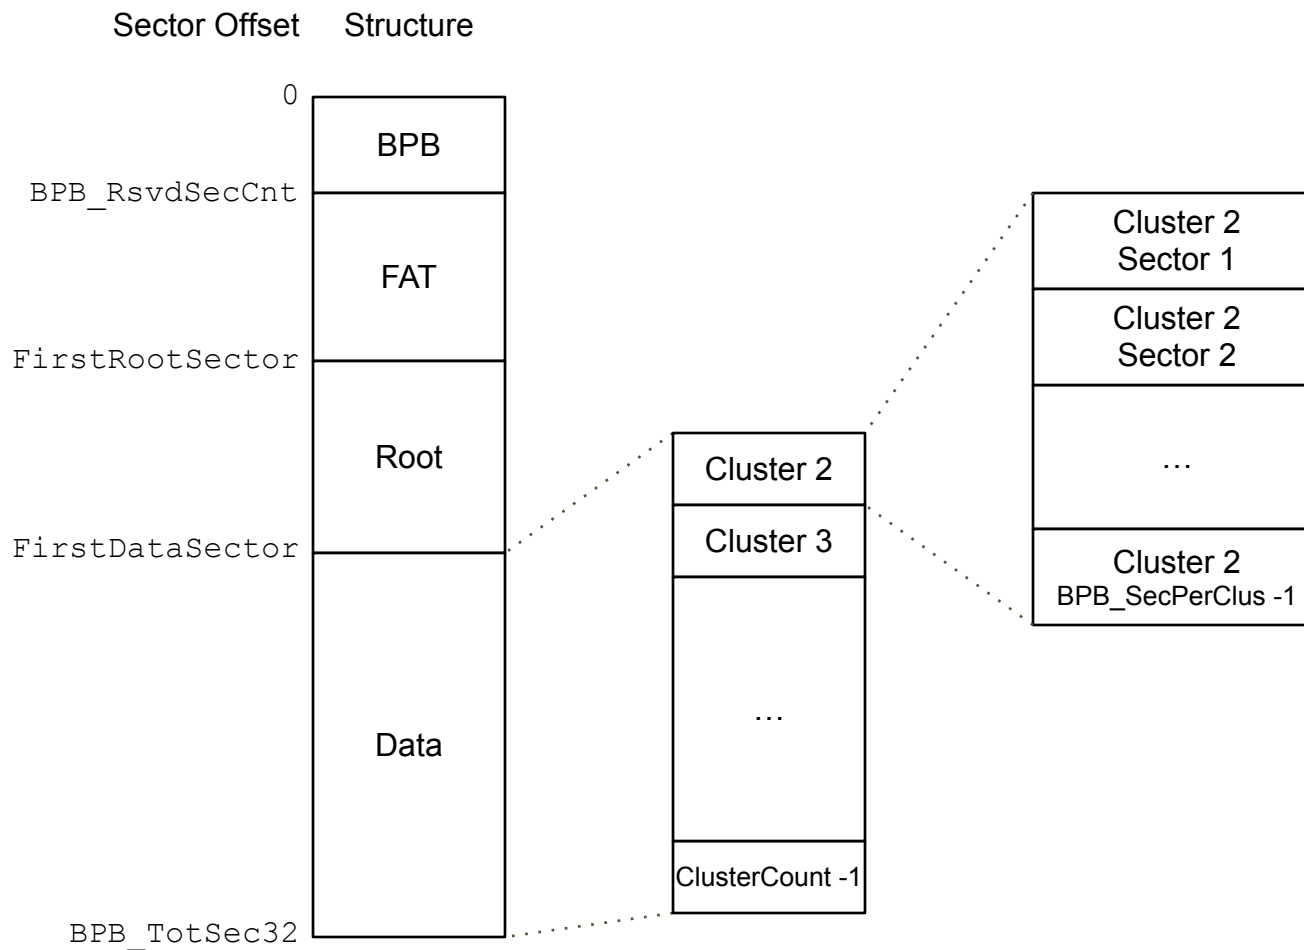 Sector Offset Structure
0
BPB
BPB_RsvdSecCnt
FAT
FirstRootSector
Root
FirstDataSector
Data
BPB_TotSec32
Cluster 2
Cluster 3
...
ClusterCount -1
Cluster 2
Sector 1
Cluster 2
Sector 2
...
Cluster 2
BPB_SecPerClus -1